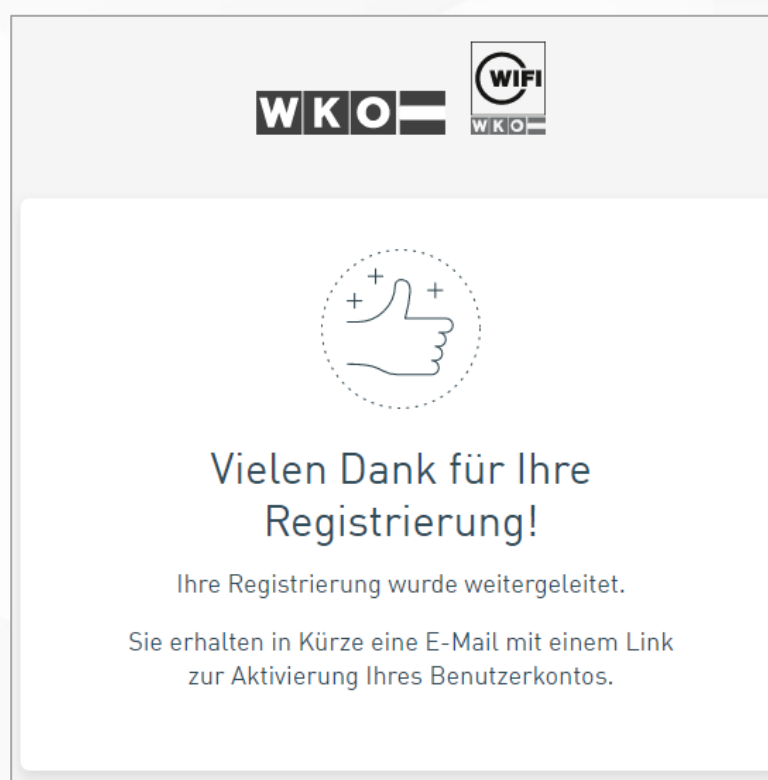 WKO
WIFI
WKO
Vielen Dank für Ihre
Registrierung!
Ihre Registrierung wurde weitergeleitet.
Sie erhalten in Kürze eine E-Mail mit einem Link
zur Aktivierung Ihres Benutzerkontos.